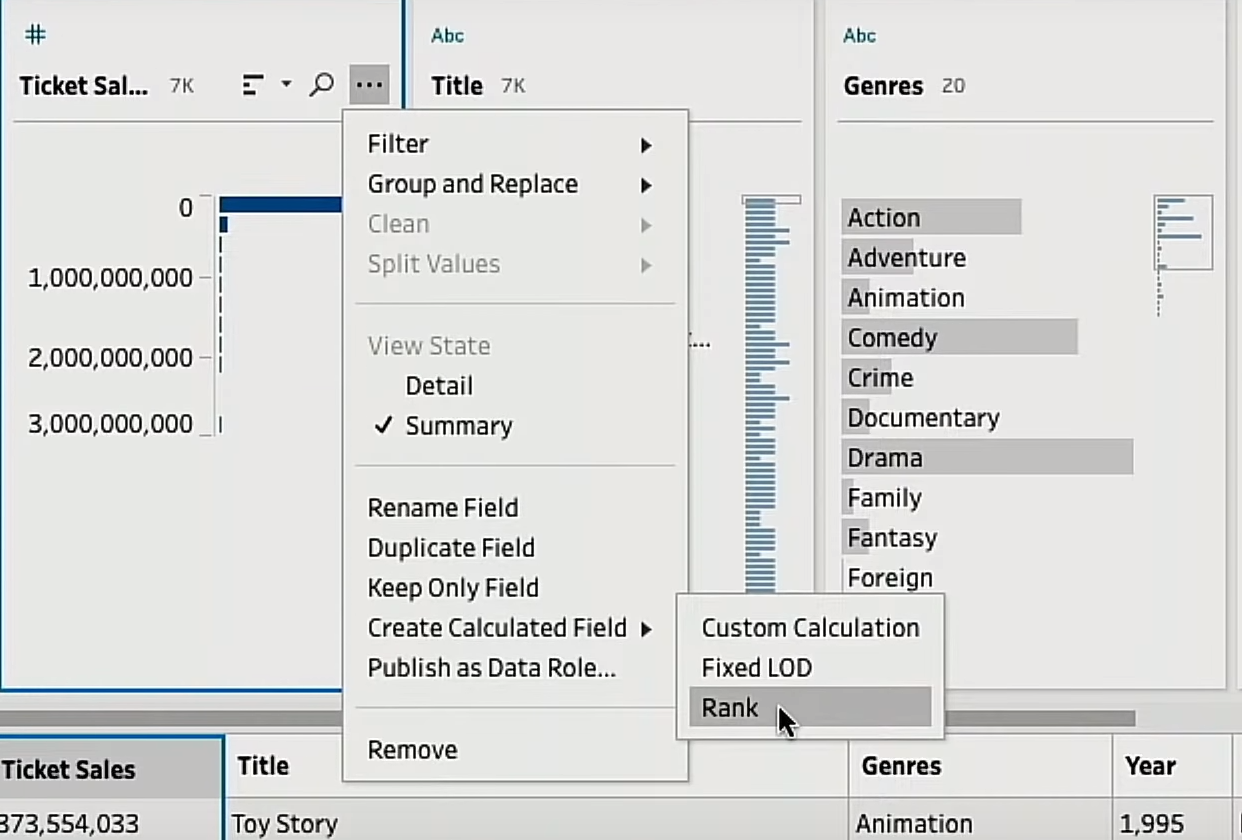 #
Abc
Abc
Ticket Sal... 7K
Title 7K
Genres 20
Filter
Group and Replace
Clean
Split Values
View State
Detail
✓ Summary
Rename Field
Duplicate Field
Keep Only Field
Create Calculated Field
Publish as Data Role...
Remove
Custom Calculation
Fixed LOD
Rank
0
1,000,000,000
2,000,000,000
3,000,000,000
...
Action
Adventure
Animation
Comedy
Crime
Documentary
Drama
Family
Fantasy
Foreign
Ticket Sales
Title
Genres
Year
373,554,033
Toy Story
Animation
1,995